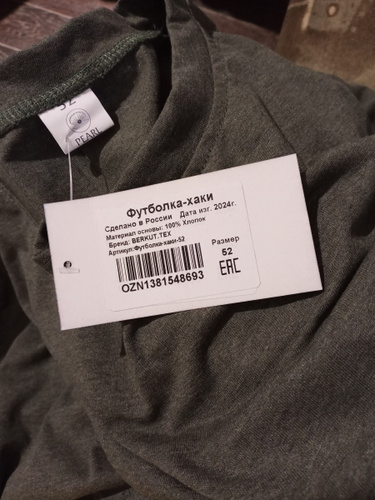 52
PEARL
Футболка-хаки
Сделано в России Дата изг. 2024г.
Материал основы: 100% Хлопок
Бренд: BERKUT.TEX
Артикул:Футболка-хаки-52
Размер
52
EAC
OZN1381548693